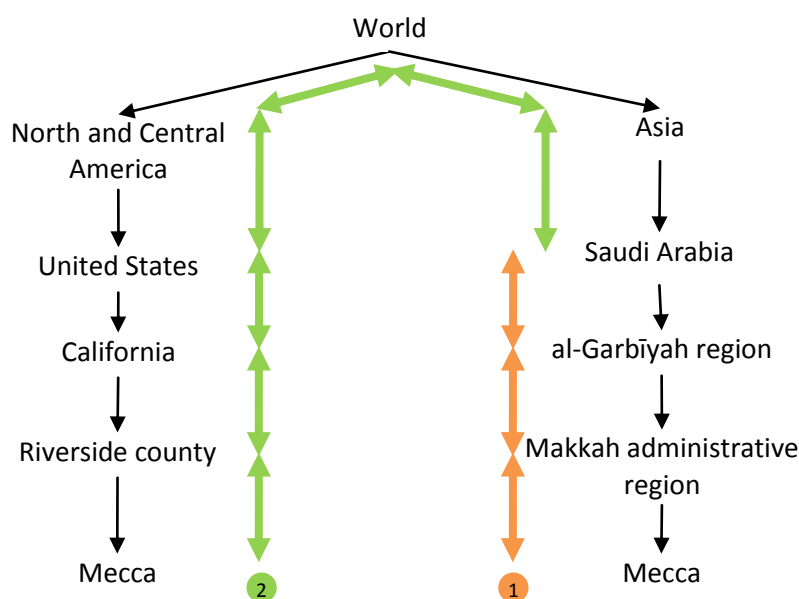 World
North and Central
America
Asia
United States
Saudi Arabia
California
al-Garbīyah region
Riverside county
Makkah administrative
region
Mecca
2
1
Mecca